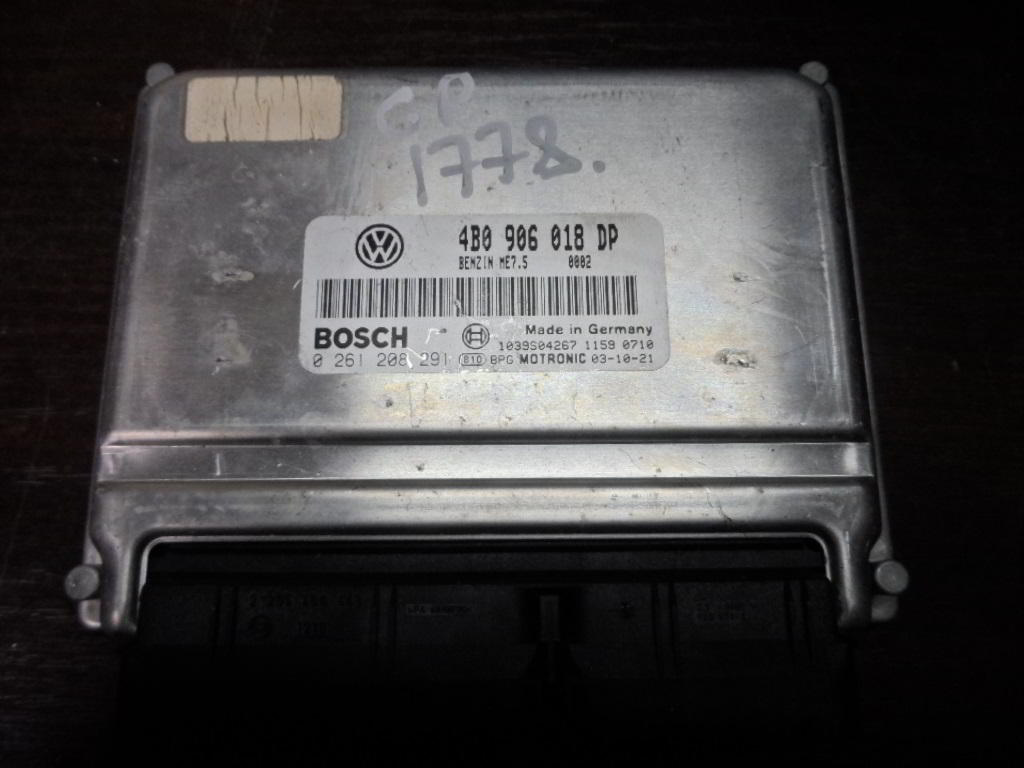 CP
1778.
4B0 906 018 DP
BENZIN ME7.5 0002
BOSCH Made in Germany
1039S04267 1159 0710
0 261 208 291 810 BPG MOTRONIC 03-10-21